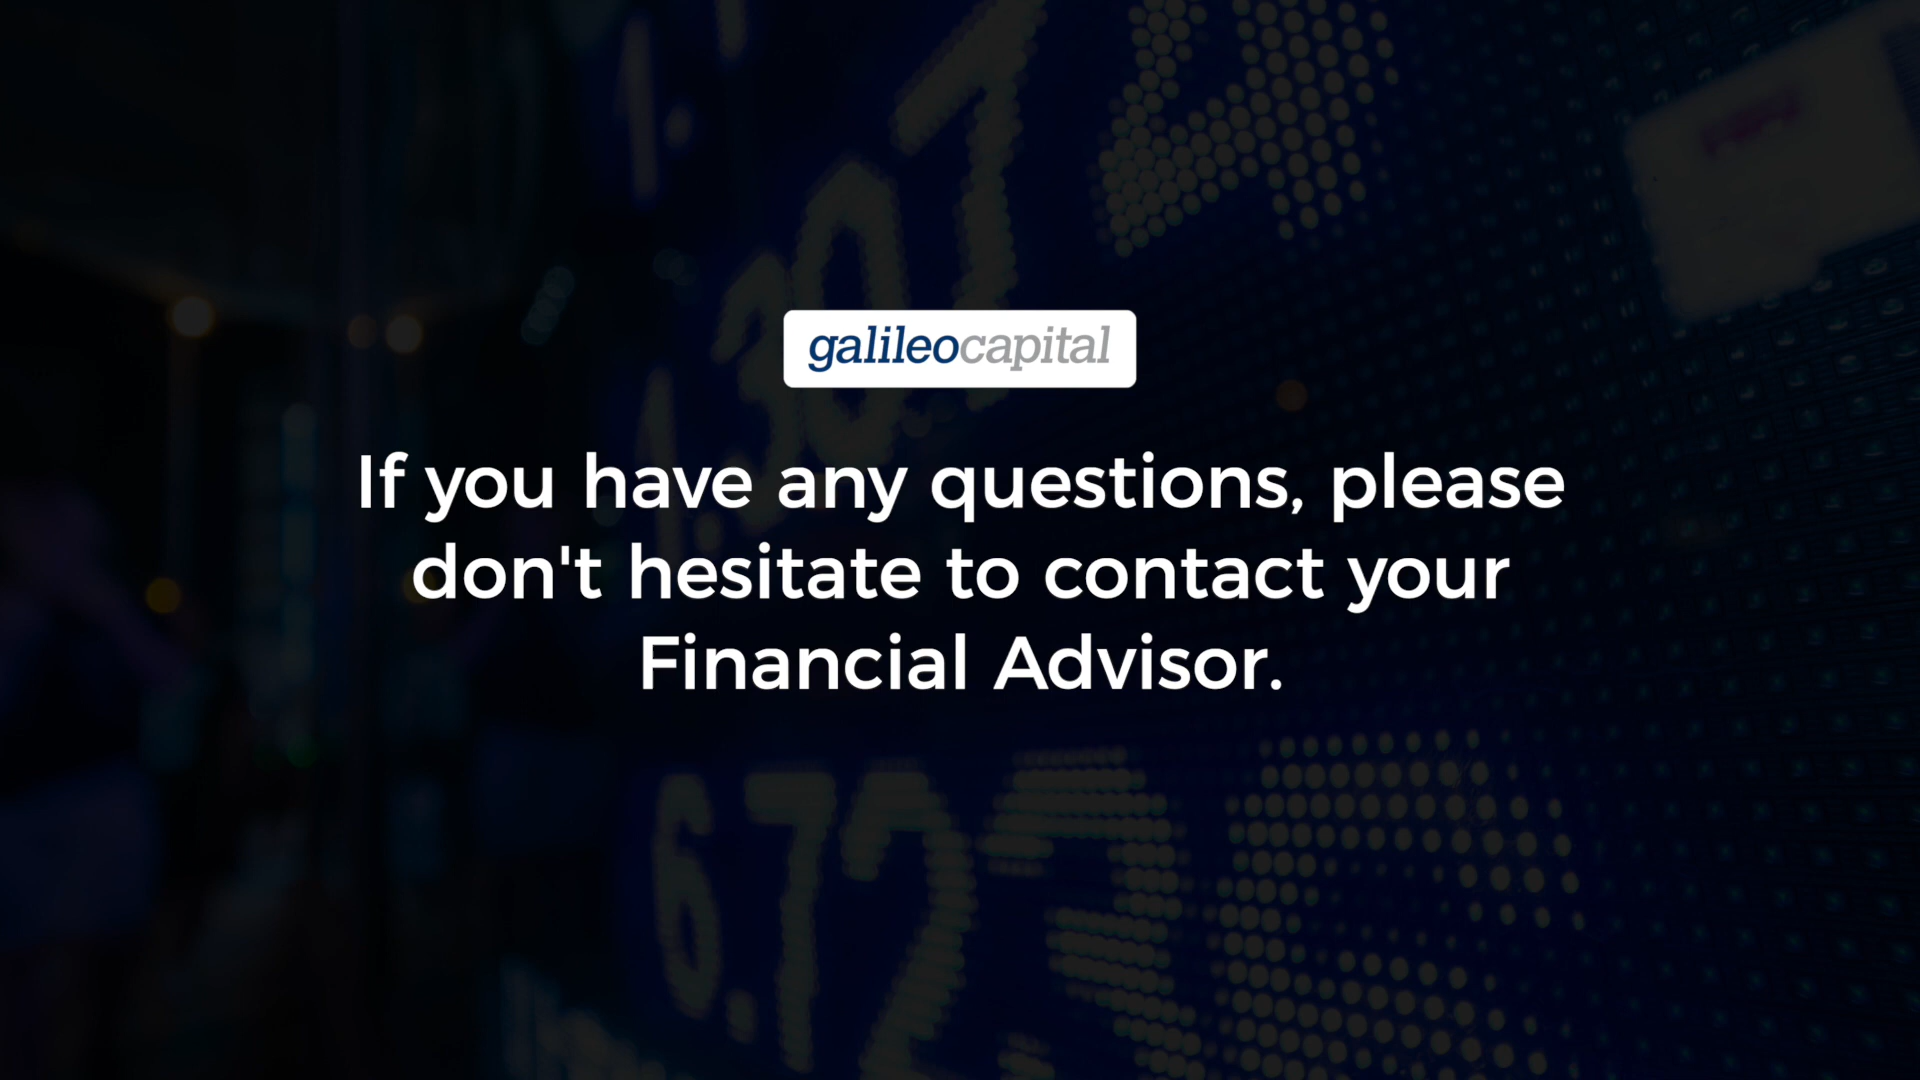 galileocapital
If you have any questions, please
don't hesitate to contact your
Financial Advisor.